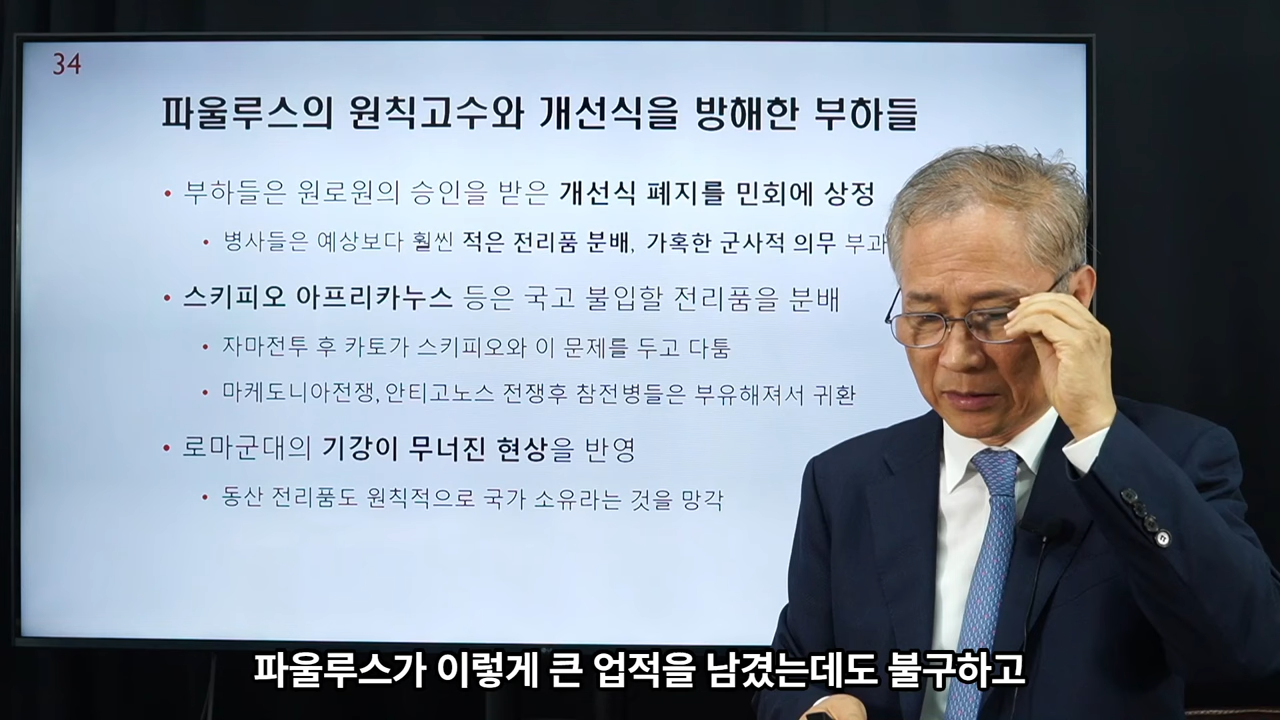 34
파울루스의 원칙고수와 개선식을 방해한 부하들
• 부하들은 원로원의 승인을 받은 개선식 폐지를 민회에 상정
• 병사들은 예상보다 훨씬 적은 전리품 분배, 가혹한 군사적 의무 부과
• 스키피오 아프리카누스 등은 국고 불입할 전리품을 분배
• 자마전투 후 카토가 스키피오와 이 문제를 두고 다툼
• 마케도니아전쟁, 안티고노스 전쟁후 참전병들은 부유해져서 귀환
• 로마군대의 기강이 무너진 현상을 반영
• 동산 전리품도 원칙적으로 국가 소유라는 것을 망각
파울루스가 이렇게 큰 업적을 남겼는데도 불구하고